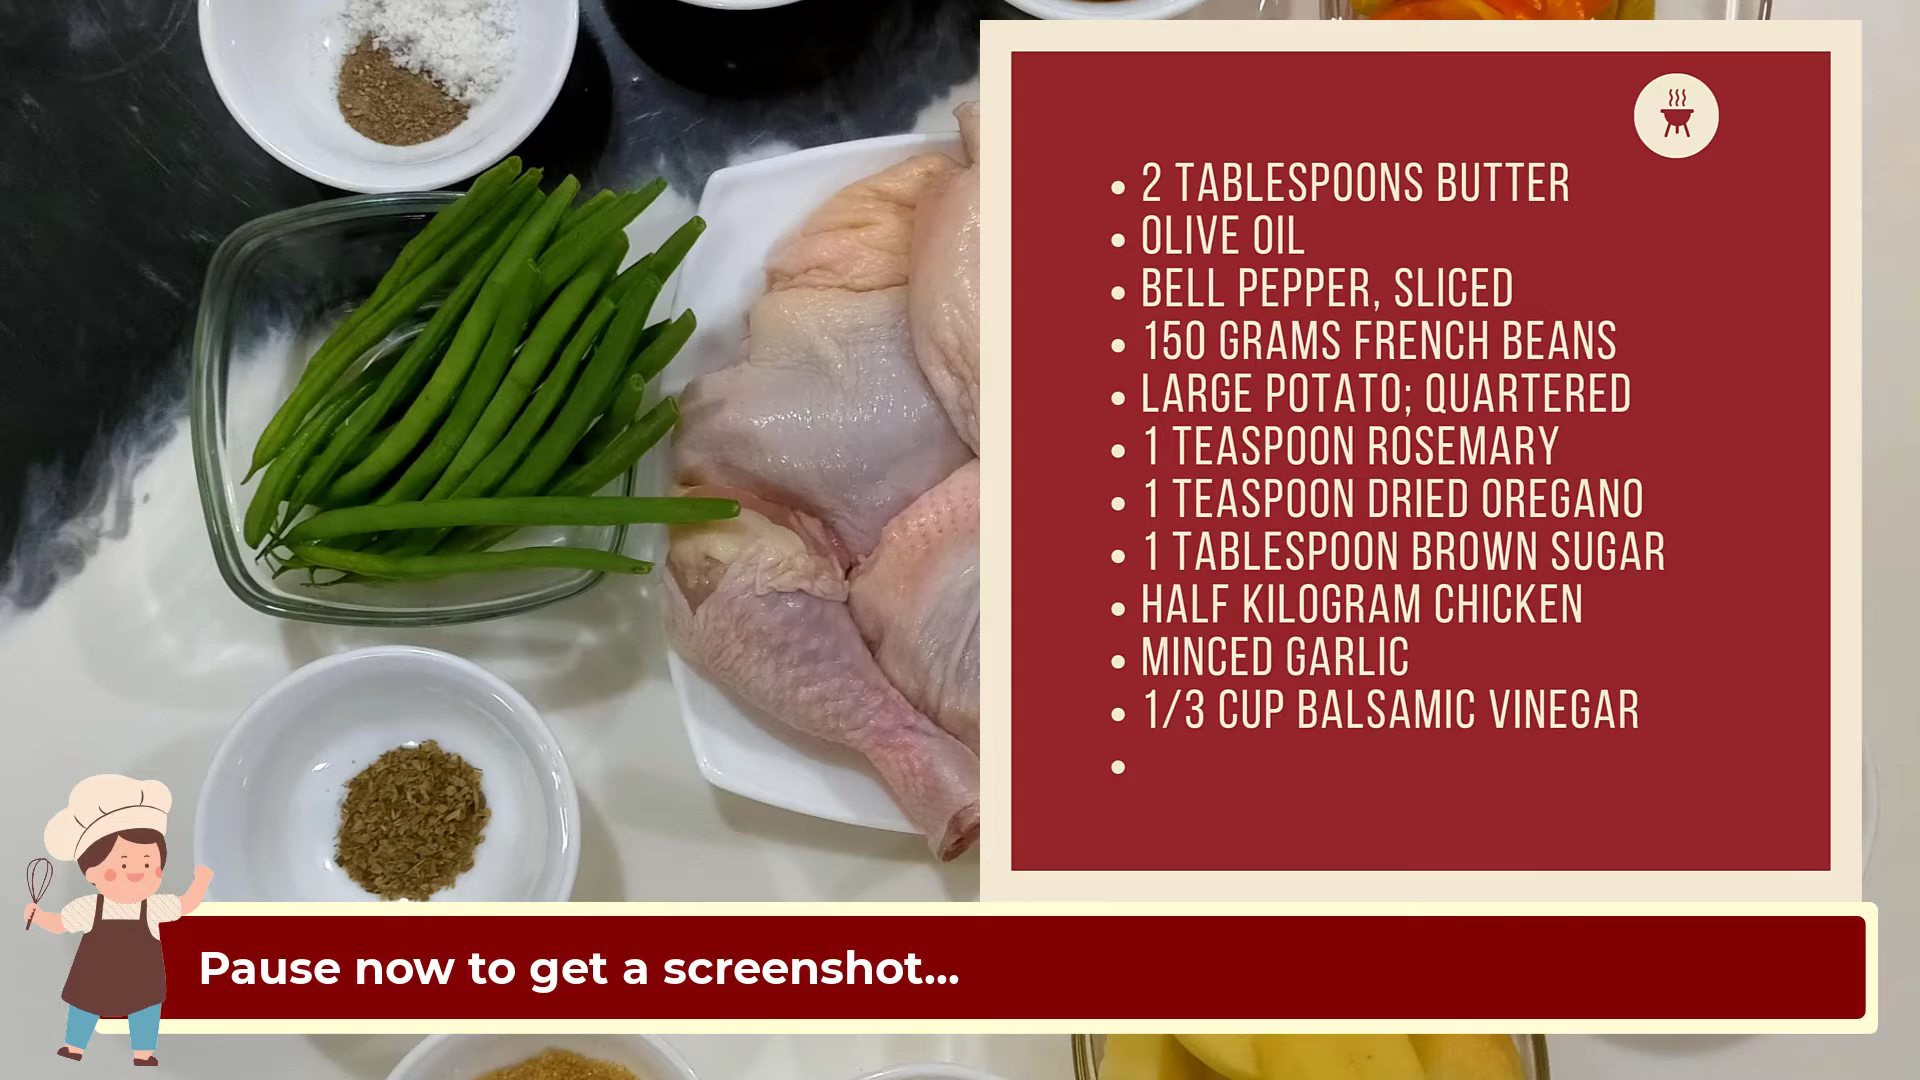 • 2 TABLESPOONS BUTTER
• OLIVE OIL
• BELL PEPPER, SLICED
• 150 GRAMS FRENCH BEANS
• LARGE POTATO; QUARTERED
• 1 TEASPOON ROSEMARY
• 1 TEASPOON DRIED OREGANO
• 1 TABLESPOON BROWN SUGAR
• HALF KILOGRAM CHICKEN
• MINCED GARLIC
• 1/3 CUP BALSAMIC VINEGAR
•
Pause now to get a screenshot...